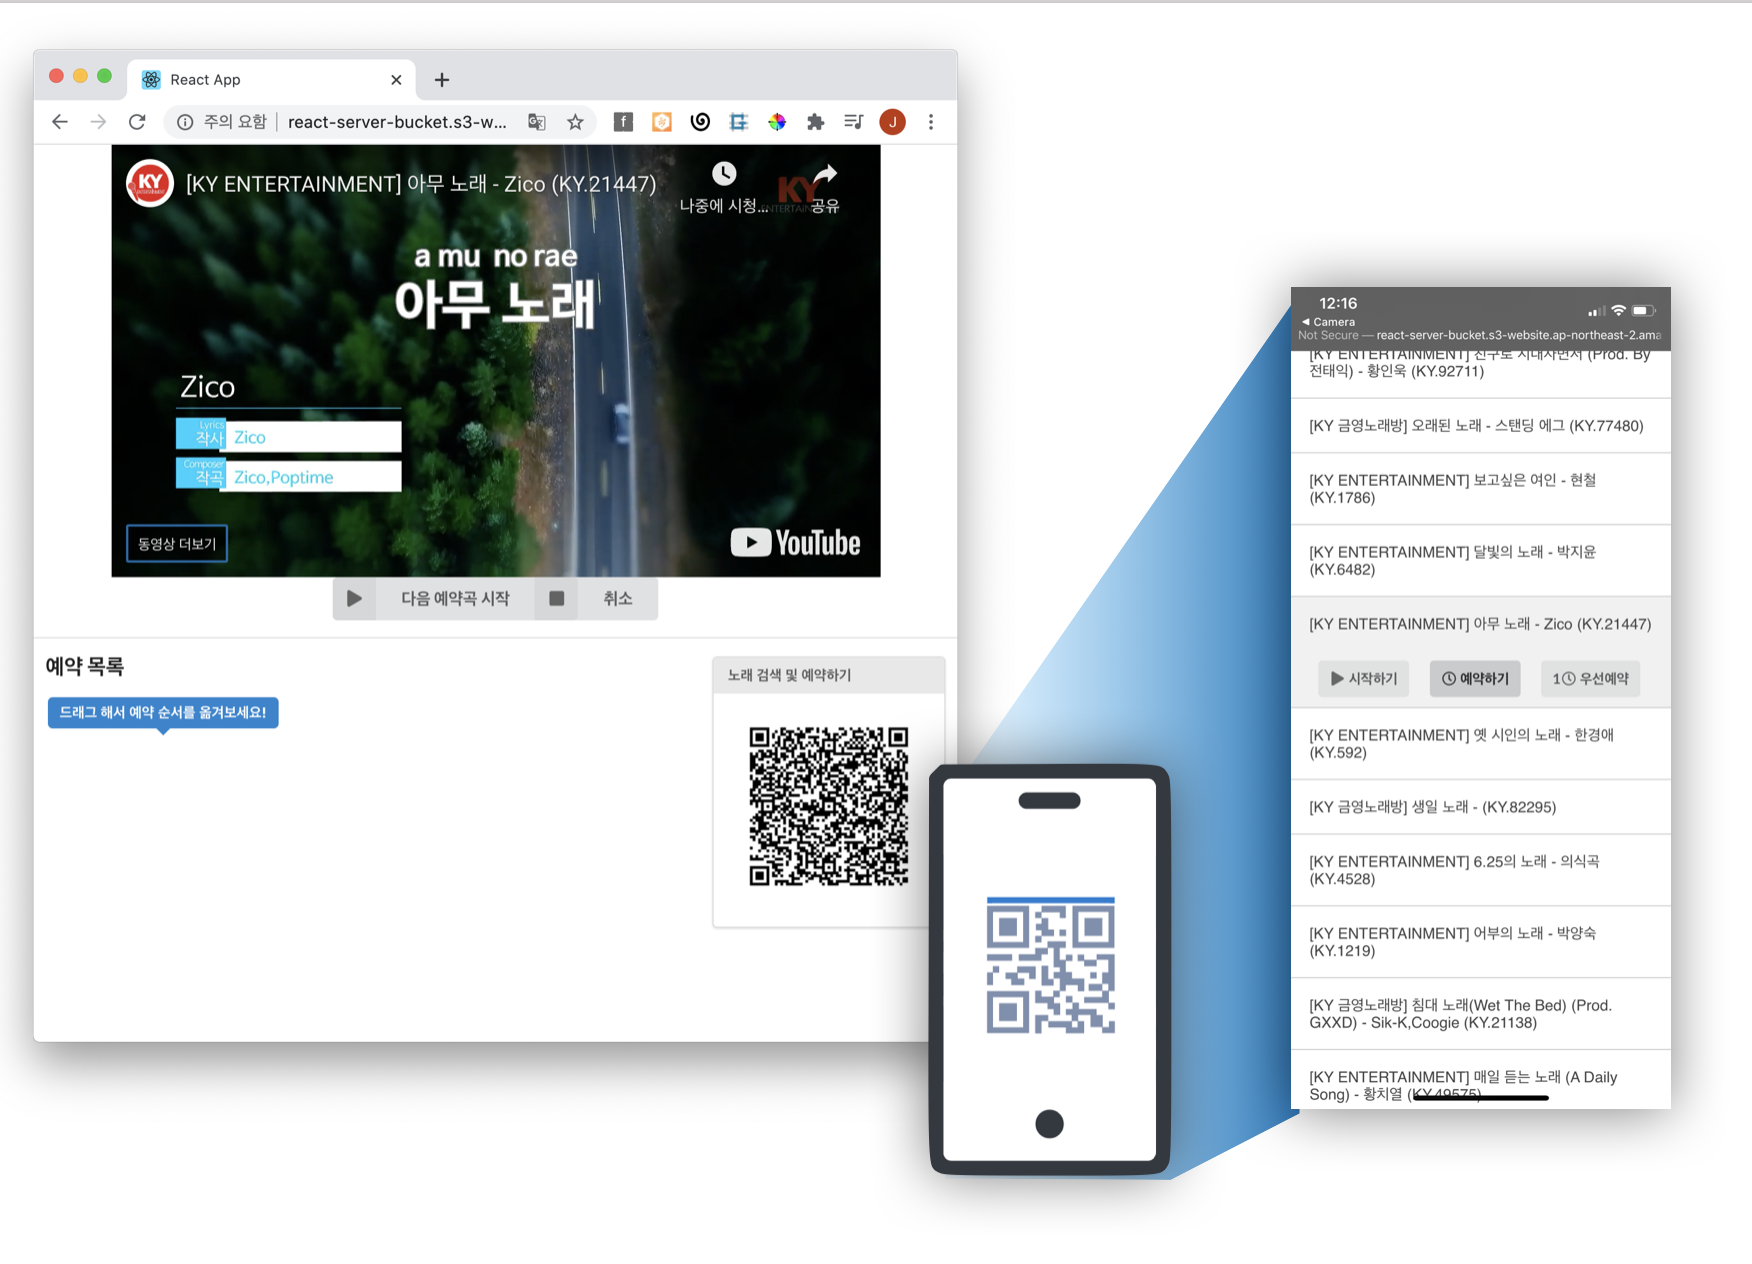 React App
주의 요함
react-server-bucket.s3-w...
f
J
KY
[KY ENTERTAINMENT] 아무 노래 - Zico (KY.21447)
나중에 시청...
공유
KY
a mu no rae
아무 노래
Zico
Lyrics
작사
Zico
Composer
작곡
Zico,Poptime
동영상 더보기
YouTube
다음 예약곡 시작
취소
예약 목록
드래그 해서 예약 순서를 옮겨보세요!
노래 검색 및 예약하기
12:16
◀ Camera
Not Secure — react-server-bucket.s3-website.ap-northeast-2.ama
[KY ENTERTAINMENT] 친구로 지내자면서 (Prod. By
전태익) - 황인욱 (KY.92711)
[KY 금영노래방] 오래된 노래 - 스탠딩 에그 (KY.77480)
[KY ENTERTAINMENT] 보고싶은 여인 - 현철
(KY.1786)
[KY ENTERTAINMENT] 달빛의 노래 - 박지윤
(KY.6482)
[KY ENTERTAINMENT] 아무 노래 - Zico (KY.21447)
시작하기
예약하기
1 우선예약
[KY ENTERTAINMENT] 옛 시인의 노래 - 한경애
(KY.592)
[KY 금영노래방] 생일 노래 - (KY.82295)
[KY ENTERTAINMENT] 6.25의 노래 - 의식곡
(KY.4528)
[KY ENTERTAINMENT] 어부의 노래 - 박양숙
(KY.1219)
[KY 금영노래방] 침대 노래(Wet The Bed) (Prod.
GXXD) - Sik-K,Coogie (KY.21138)
[KY ENTERTAINMENT] 매일 듣는 노래 (A Daily
Song) - 황치열 (KY.49575)